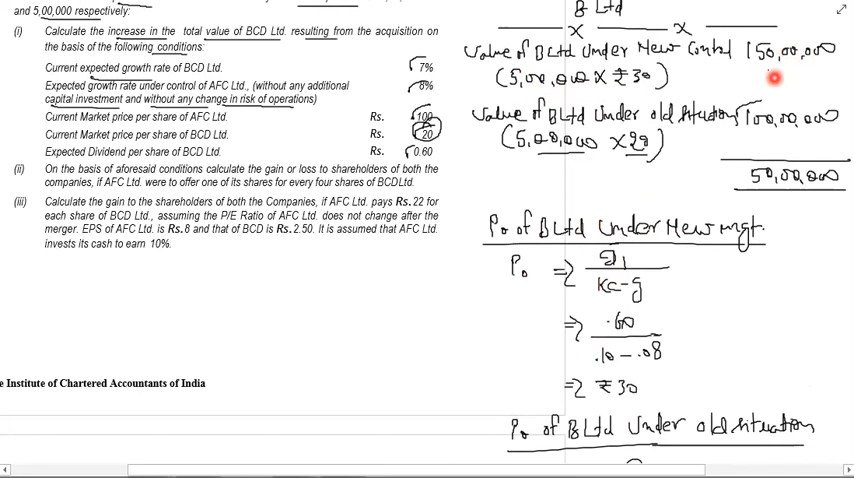 and 5,00,000 respectively:
(i) Calculate the increase in the total value of BCD Ltd. resulting from the acquisition on
the basis of the following conditions:
Current expected growth rate of BCD Ltd. 7%
Expected growth rate under control of AFC Ltd., (without any additional
capital investment and without any change in risk of operations) 8%
Current Market price per share of AFC Ltd. Rs. 100
Current Market price per share of BCD Ltd. Rs. 20
Expected Dividend per share of BCD Ltd. Rs. 0.60
(ii) On the basis of aforesaid conditions calculate the gain or loss to shareholders of both the
companies, if AFC Ltd. were to offer one of its shares for every four shares of BCDLtd.
(iii) Calculate the gain to the shareholders of both the Companies, if AFC Ltd. pays Rs.22 for
each share of BCD Ltd., assuming the P/E Ratio of AFC Ltd. does not change after the
merger. EPS of AFC Ltd. is Rs.8 and that of BCD is Rs.2.50. It is assumed that AFC Ltd.
invests its cash to earn 10%.
e Institute of Chartered Accountants of India
B Ltd
x x
Value of B Ltd Under New Control 150,00,000
(5,00,000 x ₹30)
Value of B Ltd Under old situation 100,00,000
(5,00,000 x 20)
50,00,000
P0 of B Ltd Under New mgt.
P0 => D1
Ke-g
=> .60
.10 - .08
=> ₹30
P0 of B Ltd Under old situation